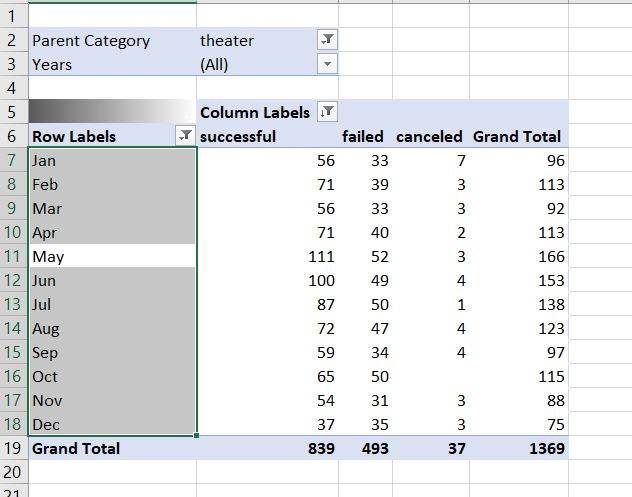 1
2 Parent Category theater
3 Years (All)
4
5 Column Labels
6 Row Labels successful failed canceled Grand Total
7 Jan 56 33 7 96
8 Feb 71 39 3 113
9 Mar 56 33 3 92
10 Apr 71 40 2 113
11 May 111 52 3 166
12 Jun 100 49 4 153
13 Jul 87 50 1 138
14 Aug 72 47 4 123
15 Sep 59 34 4 97
16 Oct 65 50 115
17 Nov 54 31 3 88
18 Dec 37 35 3 75
19 Grand Total 839 493 37 1369
20
21